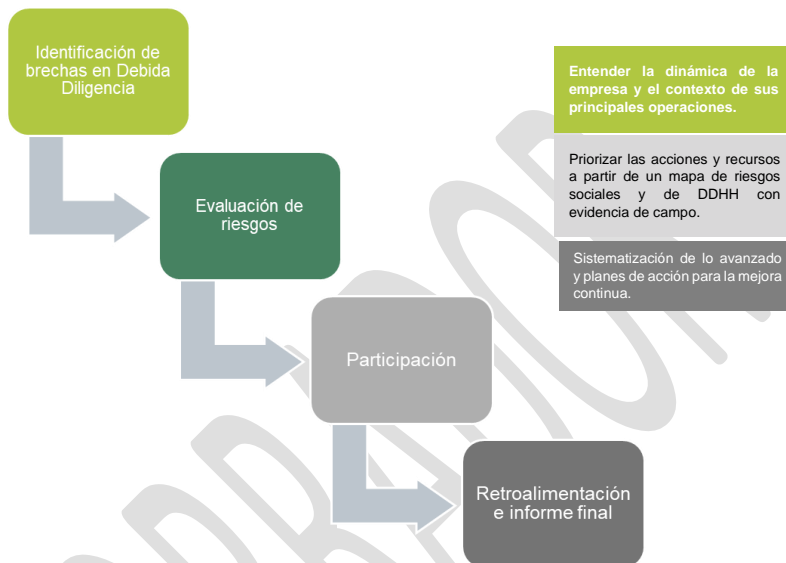 Identificación de
brechas en Debida
Diligencia
Entender la dinámica de la
empresa y el contexto de sus
principales operaciones.
Priorizar las acciones y recursos
a partir de un mapa de riesgos
sociales y de DDHH con
evidencia de campo.
Evaluación de
riesgos
Sistematización de lo avanzado
y planes de acción para la mejora
continua.
Participación
Retroalimentación
e informe final